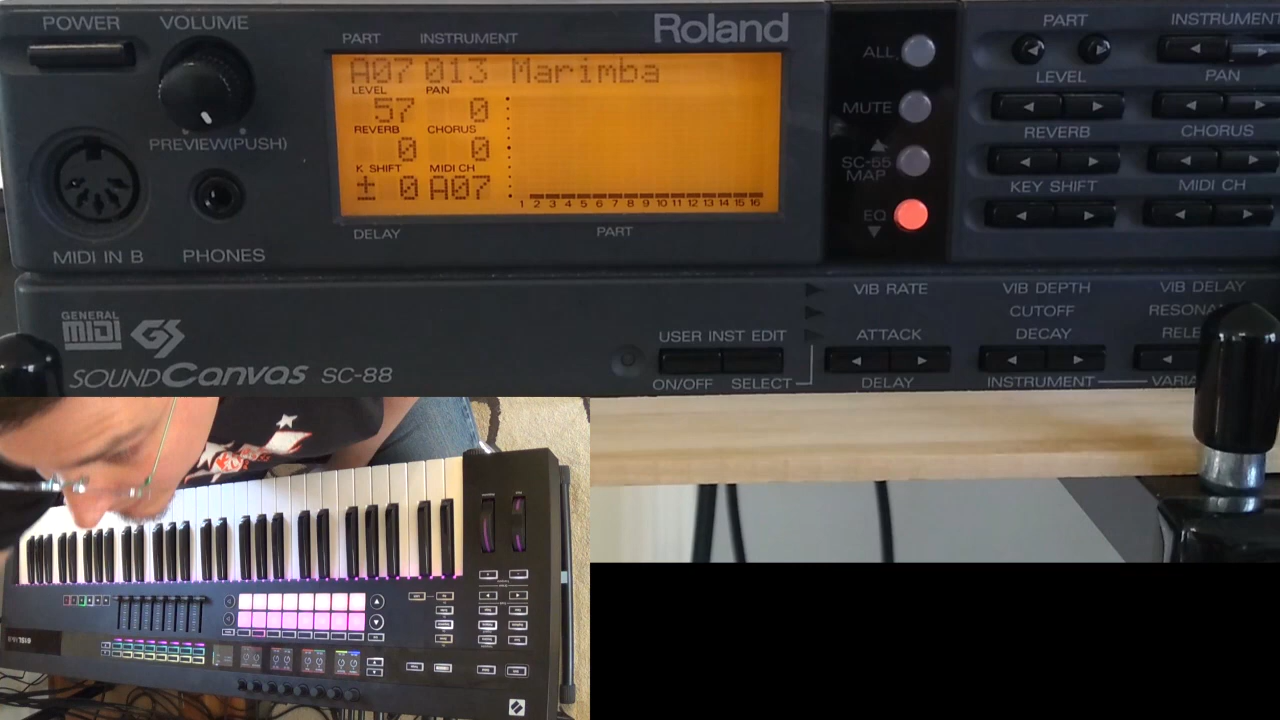 POWER VOLUME
PART INSTRUMENT Roland
A07 013 Marimba
LEVEL PAN
57 0
REVERB CHORUS
0 0
K SHIFT MIDI CH
± 0 A07
1 2 3 4 5 6 7 8 9 10 11 12 13 14 15 16
DELAY PART
PREVIEW(PUSH)
MIDI IN B PHONES
ALL
MUTE
SC-55
MAP
EQ
PART INSTRUMENT
LEVEL PAN
REVERB CHORUS
KEY SHIFT MIDI CH
GENERAL
MIDI GS
SOUND Canvas SC-88
USER INST EDIT
ON/OFF SELECT
VIB RATE VIB DEPTH VIB DELAY
CUTOFF RESONA
ATTACK DECAY RELE
DELAY INSTRUMENT VARIA